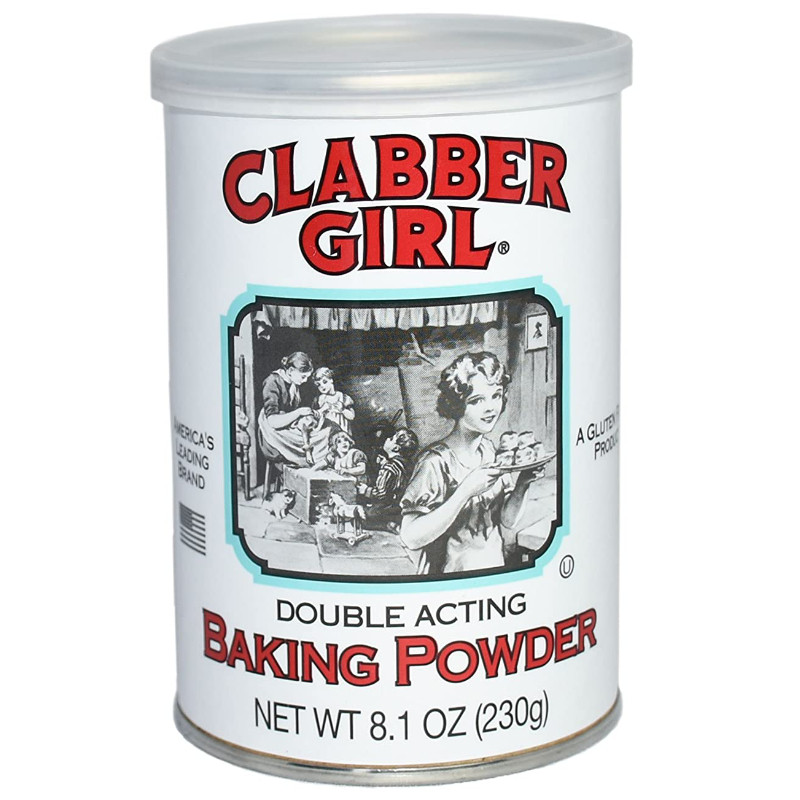 CLABBER
GIRL®
AMERICA'S
LEADING
BRAND
A GLUTEN
DOUBLE ACTING
BAKING POWDER
NET WT 8.1 OZ (230g)
U